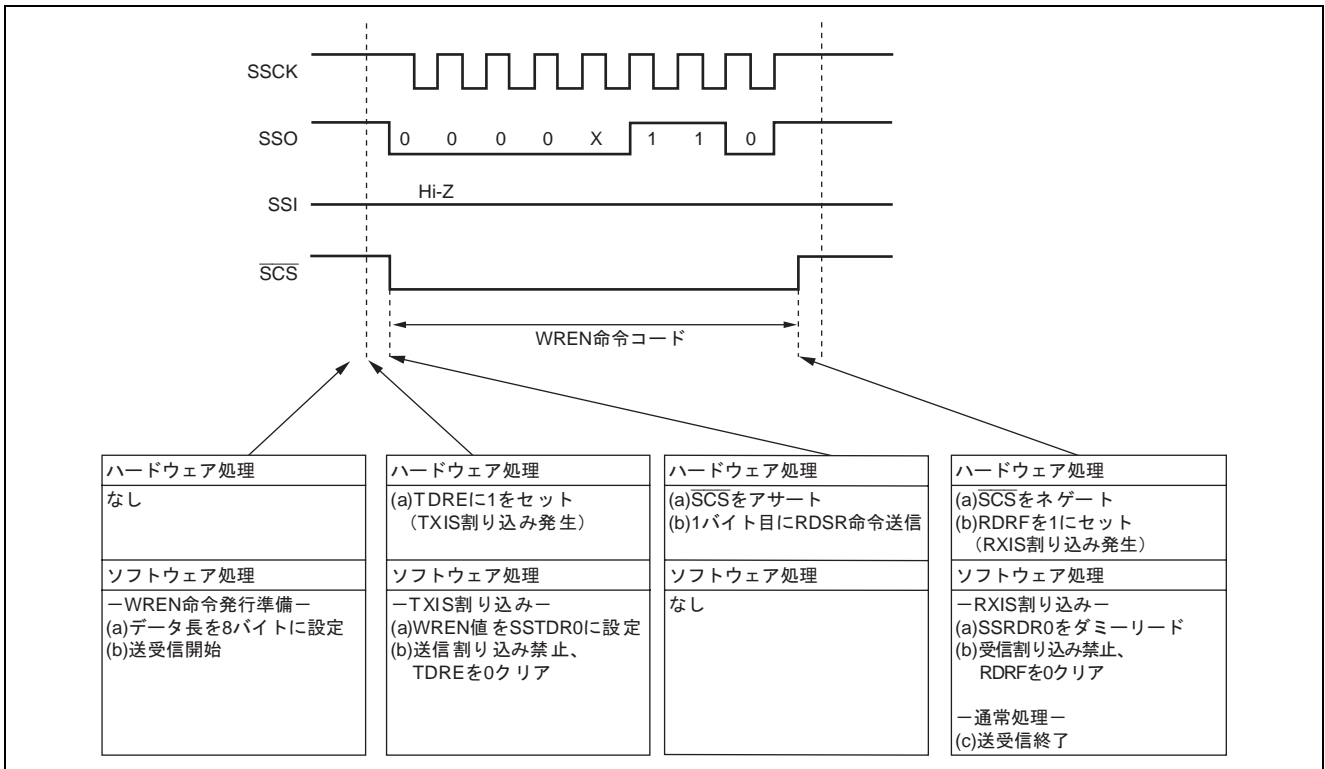 SSCK
SSO 0 0 0 0 X 1 1 0
Hi-Z
SSI
SCS
WREN命令コード
ハードウェア処理
なし
ソフトウェア処理
－WREN命令発行準備－
(a)データ長を8バイトに設定
(b)送受信開始
ハードウェア処理
(a)TDREに1をセット
（TXIS割り込み発生）
ソフトウェア処理
－TXIS割り込み－
(a)WREN値をSSTDR0に設定
(b)送信割り込み禁止、
TDREを0クリア
ハードウェア処理
(a)SCSをアサート
(b)1バイト目にRDSR命令送信
ソフトウェア処理
なし
ハードウェア処理
(a)SCSをネゲート
(b)RDRFを1にセット
（RXIS割り込み発生）
ソフトウェア処理
－RXIS割り込み－
(a)SSRDR0をダミーリード
(b)受信割り込み禁止、
RDRFを0クリア
－通常処理－
(c)送受信終了